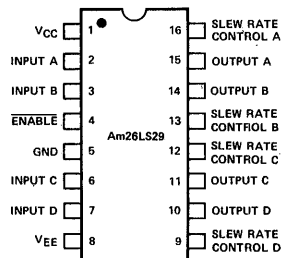 VCC 1 16 SLEW RATE CONTROL A
INPUT A 2 15 OUTPUT A
INPUT B 3 14 OUTPUT B
ENABLE 4 13 SLEW RATE CONTROL B
Am26LS29
GND 5 12 SLEW RATE CONTROL C
INPUT C 6 11 OUTPUT C
INPUT D 7 10 OUTPUT D
VEE 8 9 SLEW RATE CONTROL D